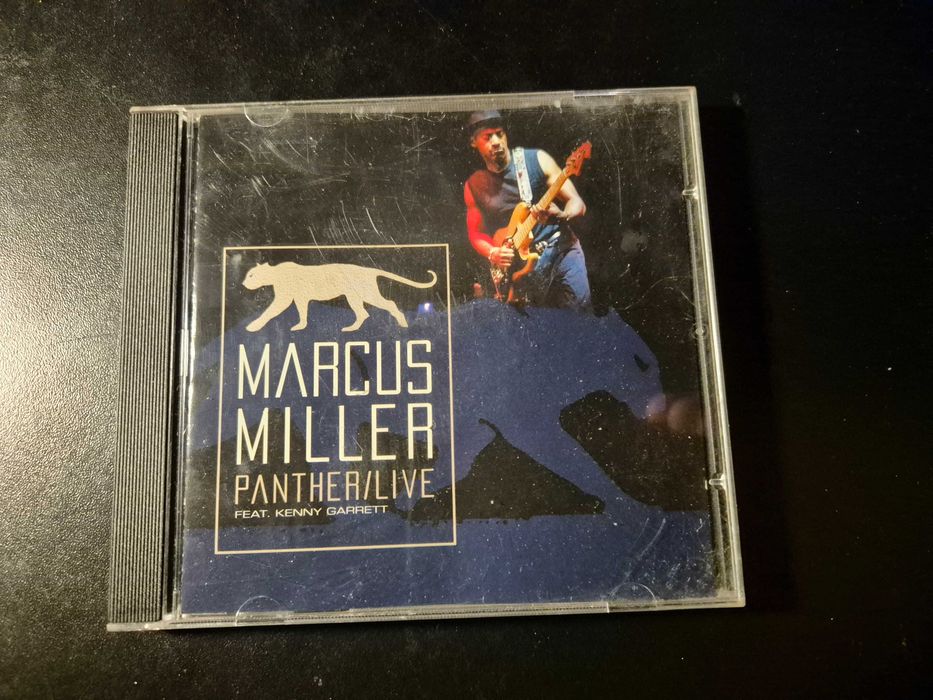 MARCUS
MILLER
PANTHER/LIVE
FEAT. KENNY GARRETT